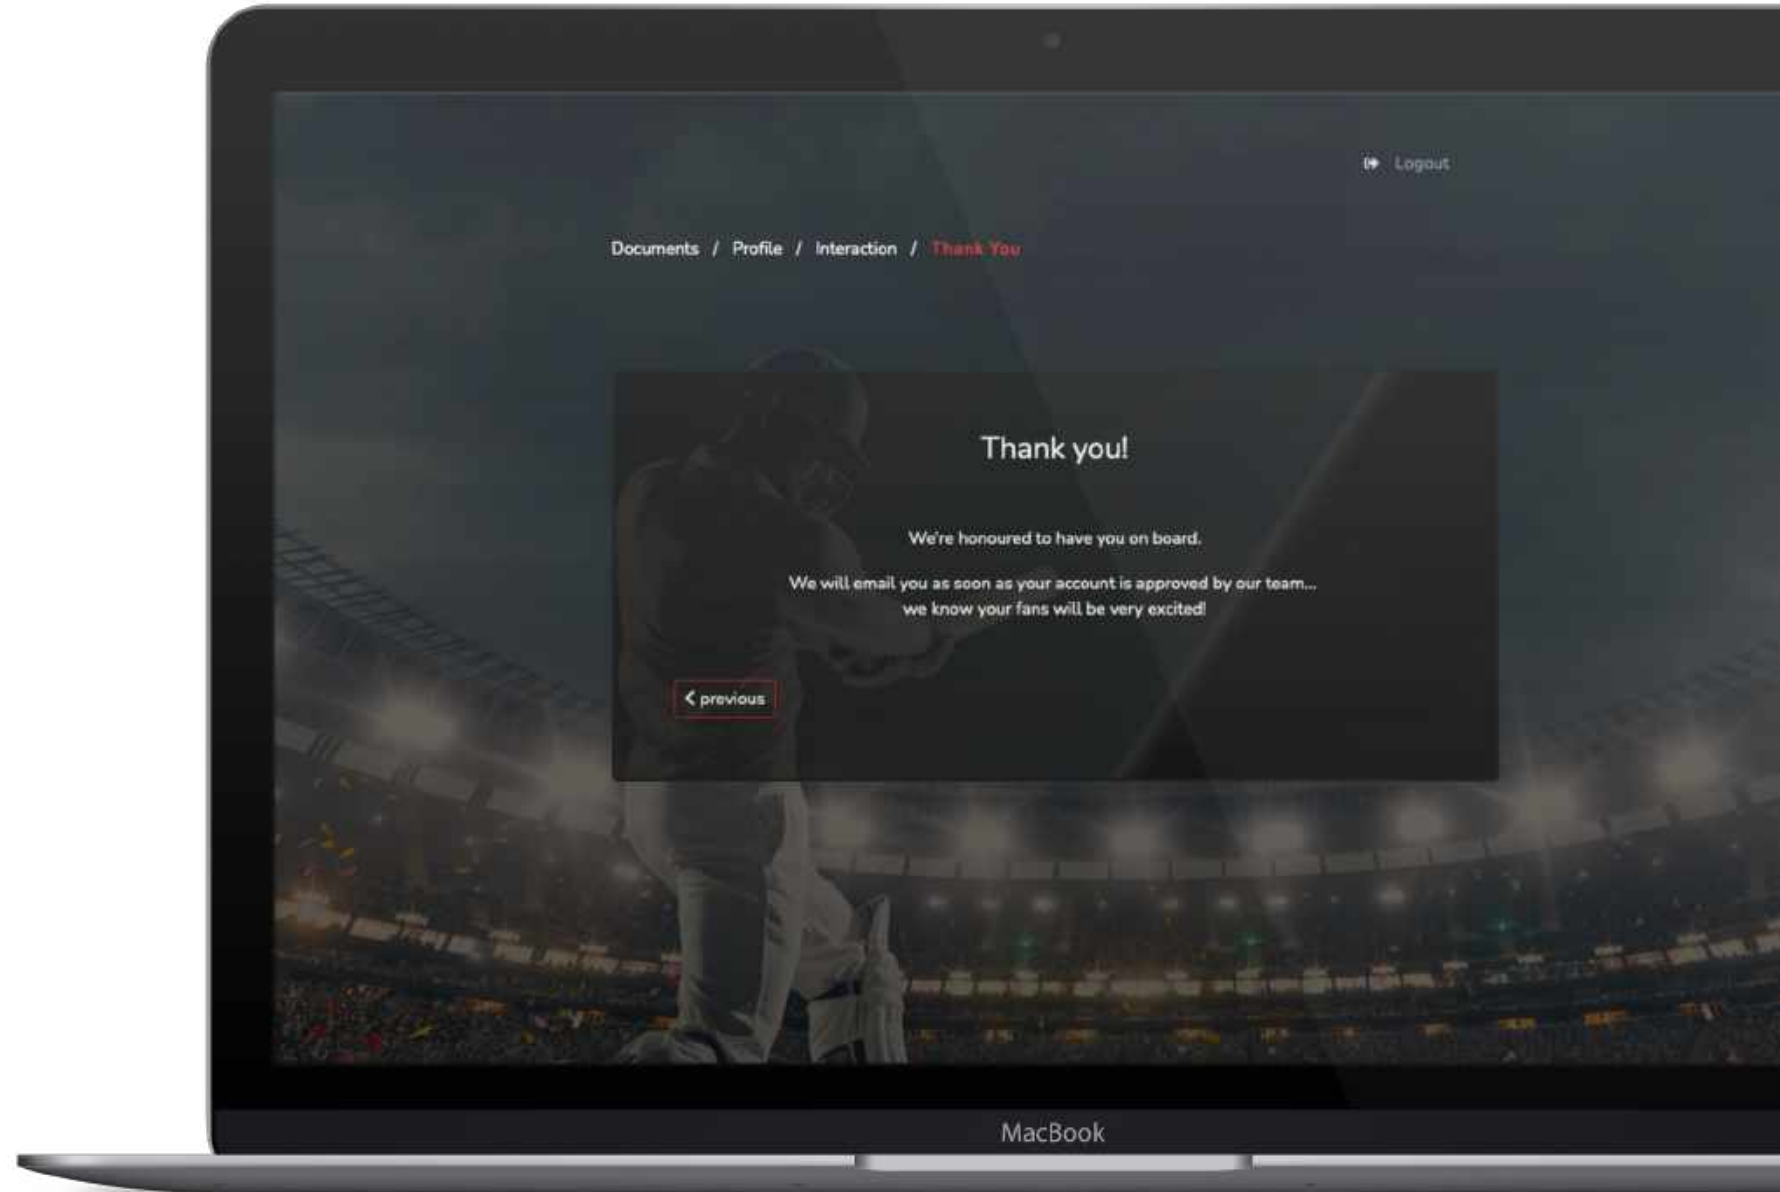 Logout
Documents / Profile / Interaction / Thank You
Thank you!
We're honoured to have you on board.
We will email you as soon as your account is approved by our team...
we know your fans will be very excited!
previous
MacBook